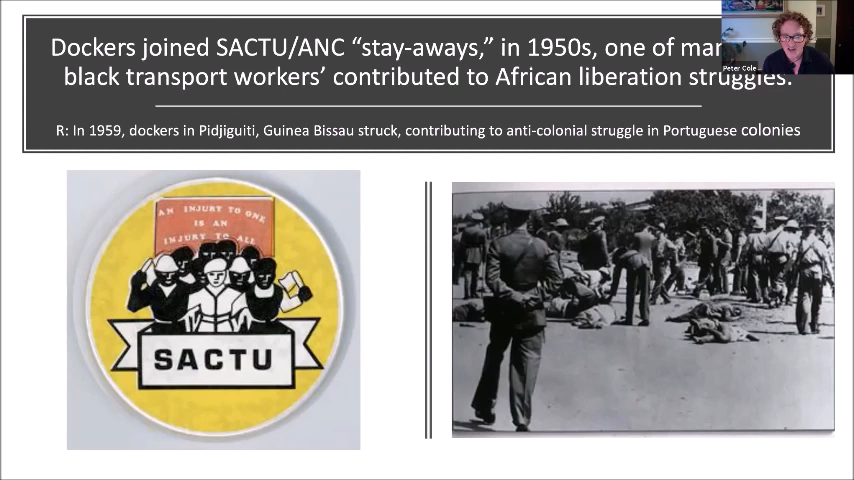 Dockers joined SACTU/ANC “stay-aways,” in 1950s, one of mar
black transport workers’ contributed to African liberation struggles.
R: In 1959, dockers in Pidjiguiti, Guinea Bissau struck, contributing to anti-colonial struggle in Portuguese colonies
Peter Cole
AN INJURY TO ONE
IS AN
INJURY TO ALL
SACTU